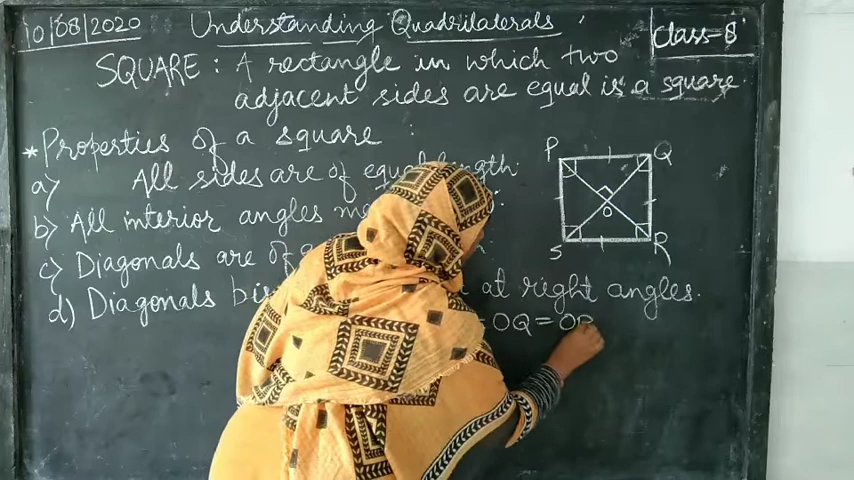 10/08/2020 Understanding Quadrilaterals Class-8
SQUARE : A rectangle in which two
adjacent sides are equal is a square.
* Properties of a square :
a) All sides are of equal length.
b) All interior angles
c) Diagonals are of
d) Diagonals at right angles.
OQ = 
P Q
O
S R